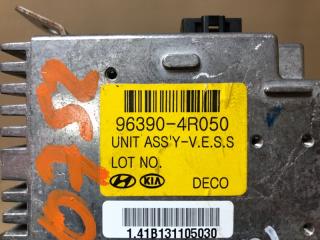 96390-4R050
UNIT ASS'Y-V.E.S.S
LOT NO.
KIA DECO
1.41B131105030